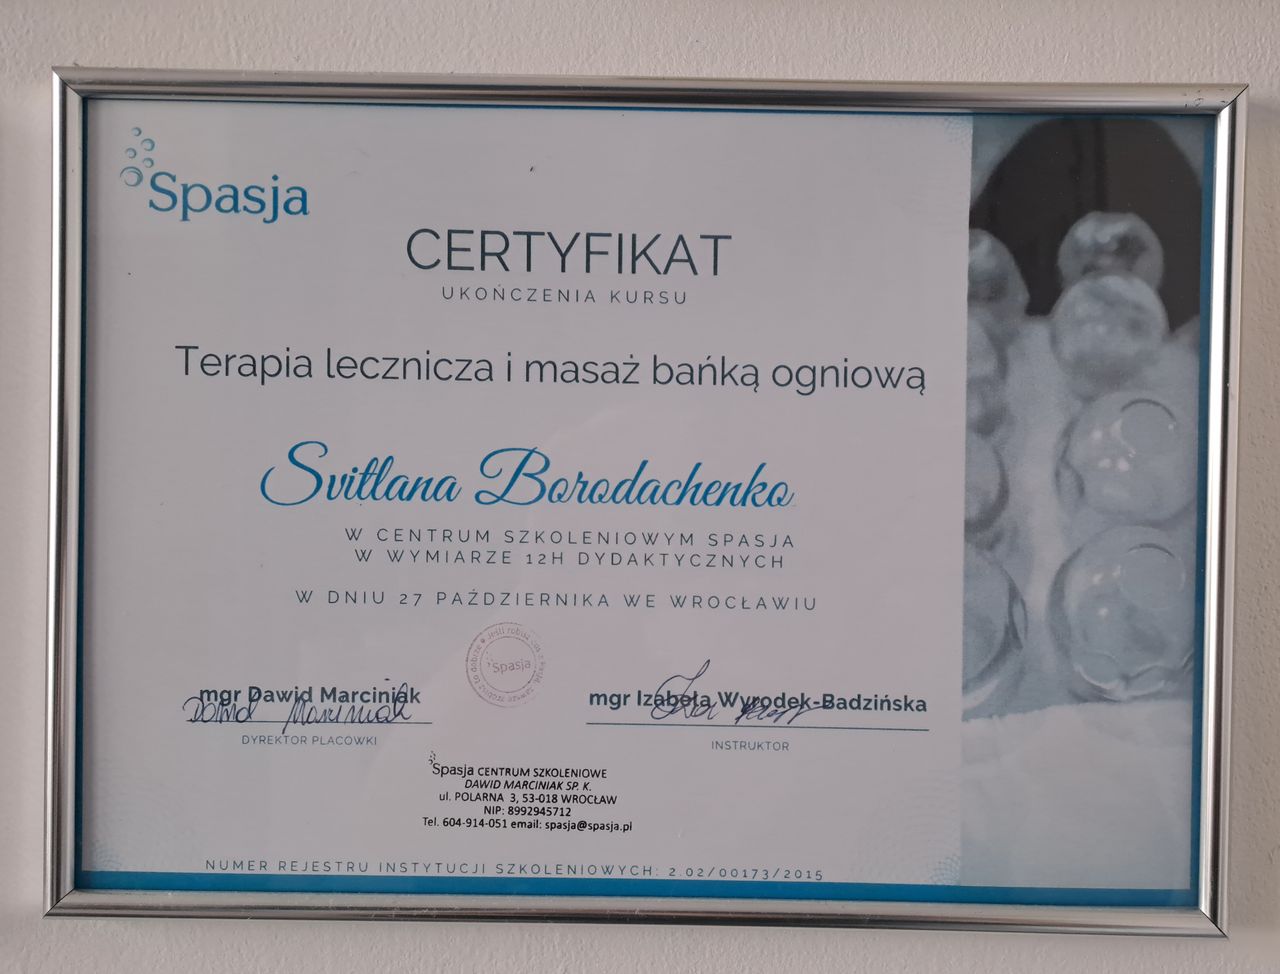 Spasja
CERTYFIKAT
UKOŃCZENIA KURSU
Terapia lecznicza i masaż bańką ogniową
Svitlana Borodachenko
W CENTRUM SZKOLENIOWYM SPASJA
W WYMIARZE 12H DYDAKTYCZNYCH
W DNIU 27 PAŹDZIERNIKA WE WROCŁAWIU
Spasja
mgr Dawid Marciniak
Dawid Marciniak
DYREKTOR PLACÓWKI
mgr Izabela Wyrodek-Badzińska
INSTRUKTOR
Spasja CENTRUM SZKOLENIOWE
DAWID MARCINIAK SP. K.
ul. POLARNA 3, 53-018 WROCŁAW
NIP: 8992945712
Tel. 604-914-051 email: spasja@spasja.pl
NUMER REJESTRU INSTYTUCJI SZKOLENIOWYCH: 2.02/00173/2015